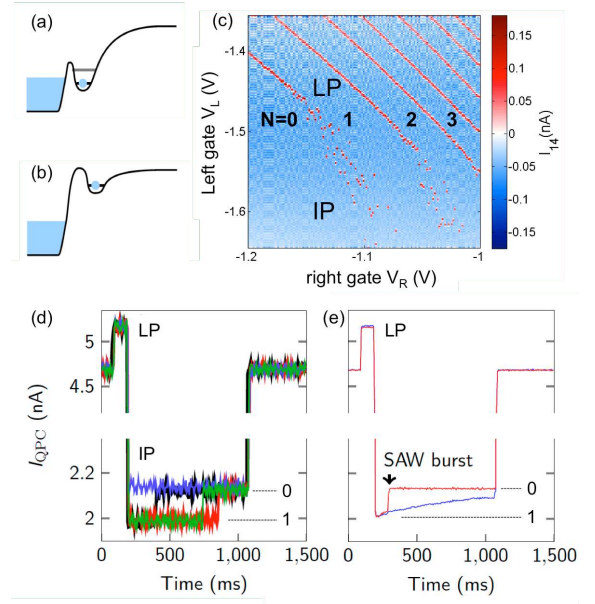 (a)
(b)
(c)
Left gate V_L (V)
-1.4
-1.5
-1.6
LP
N=0 1 2 3
IP
-1.2 -1.1 -1
right gate V_R (V)
0.15
0.1
0.05
0
-0.05
-0.1
-0.15
I_14(nA)
(d)
LP
5
4.5
I_QPC (nA)
IP
2.2
2
0
1
0 500 1,000 1,500
Time (ms)
(e)
LP
SAW burst
0
1
0 500 1,000 1,500
Time (ms)